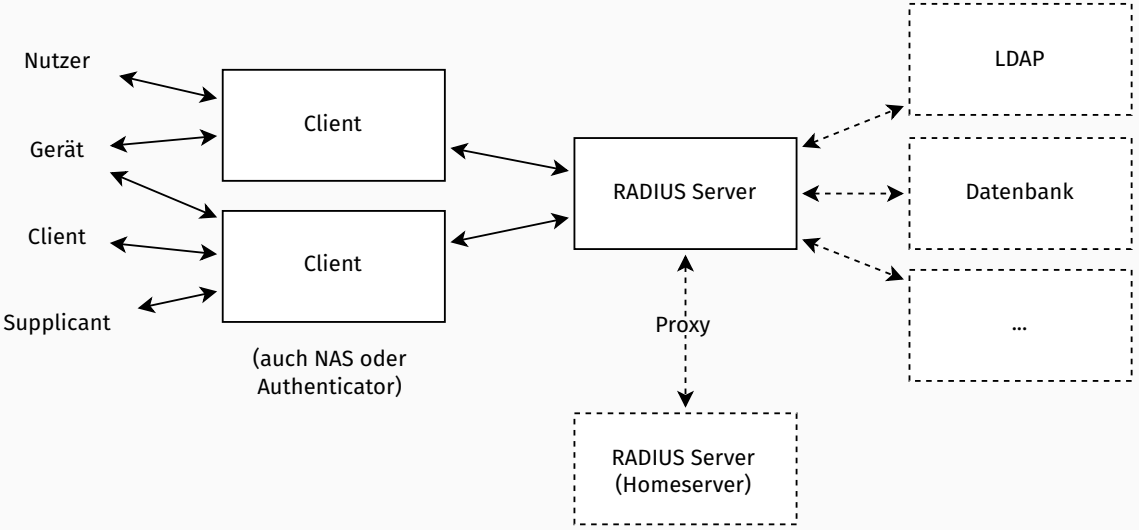 Nutzer
Gerät
Client
Supplicant
Client
Client
(auch NAS oder
Authenticator)
RADIUS Server
Proxy
RADIUS Server
(Homeserver)
LDAP
Datenbank
...